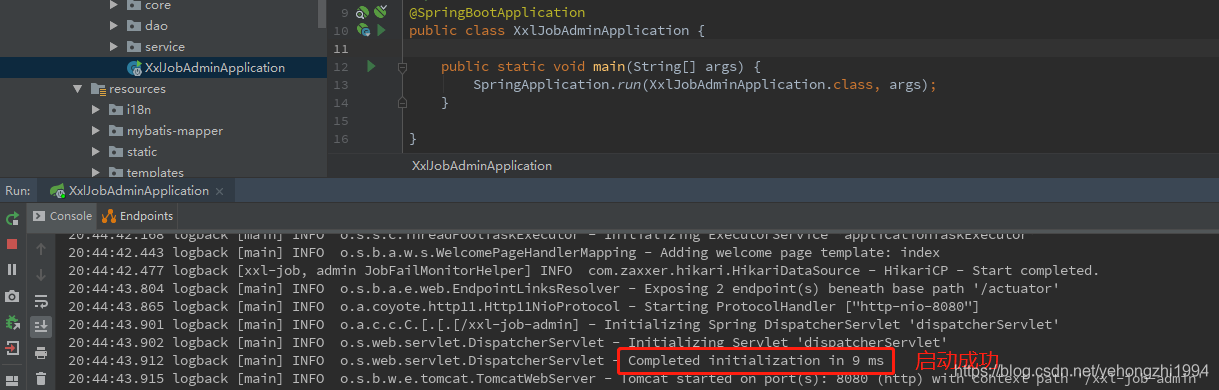 core
dao
service
XxlJobAdminApplication
resources
i18n
mybatis-mapper
static
templates
9 @SpringBootApplication
10 public class XxlJobAdminApplication {
11
12 public static void main(String[] args) {
13 SpringApplication.run(XxlJobAdminApplication.class, args);
14 }
15
16 }
XxlJobAdminApplication
Run: XxlJobAdminApplication ×
Console Endpoints
20:44:42.168 logback [main] INFO o.s.s.c.ThreadPoolTaskExecutor - Initializing ExecutorService 'applicationTaskExecutor'
20:44:42.443 logback [main] INFO o.s.b.a.w.s.WelcomePageHandlerMapping - Adding welcome page template: index
20:44:42.477 logback [xxl-job, admin JobFailMonitorHelper] INFO com.zaxxer.hikari.HikariDataSource - HikariCP - Start completed.
20:44:43.804 logback [main] INFO o.s.b.a.e.web.EndpointLinksResolver - Exposing 2 endpoint(s) beneath base path '/actuator'
20:44:43.865 logback [main] INFO o.a.coyote.http11.Http11NioProtocol - Starting ProtocolHandler ["http-nio-8080"]
20:44:43.901 logback [main] INFO o.a.c.c.C.[.[.[/xxl-job-admin] - Initializing Spring DispatcherServlet 'dispatcherServlet'
20:44:43.902 logback [main] INFO o.s.web.servlet.DispatcherServlet - Initializing Servlet 'dispatcherServlet'
20:44:43.912 logback [main] INFO o.s.web.servlet.DispatcherServlet - Completed initialization in 9 ms 启动成功
20:44:43.912 logback [main] INFO o.s.b.w.e.tomcat.TomcatWebServer - Tomcat started on port(s): 8080 (http) with context path '/xxl-job-admin'
https://blog.csdn.net/yehongzhi1994